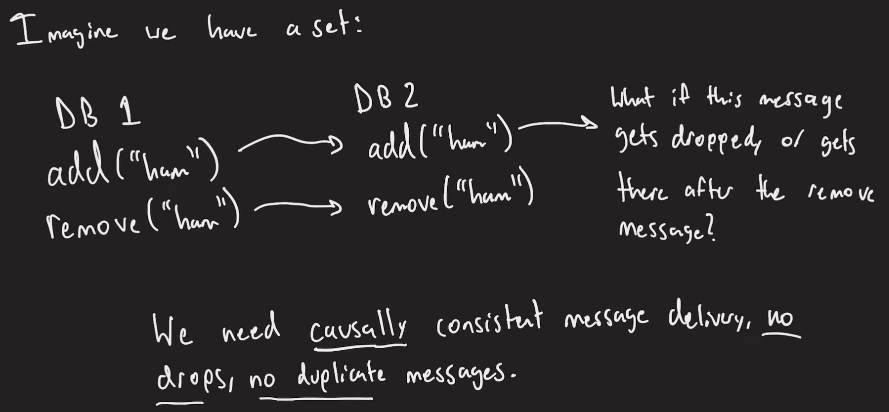 Imagine we have a set:
DB 1
add("ham")
remove("ham")
DB 2
add("ham")
remove("ham")
What if this message
gets dropped, or gets
there after the remove
message?
We need causally consistent message delivery, no
drops, no duplicate messages.